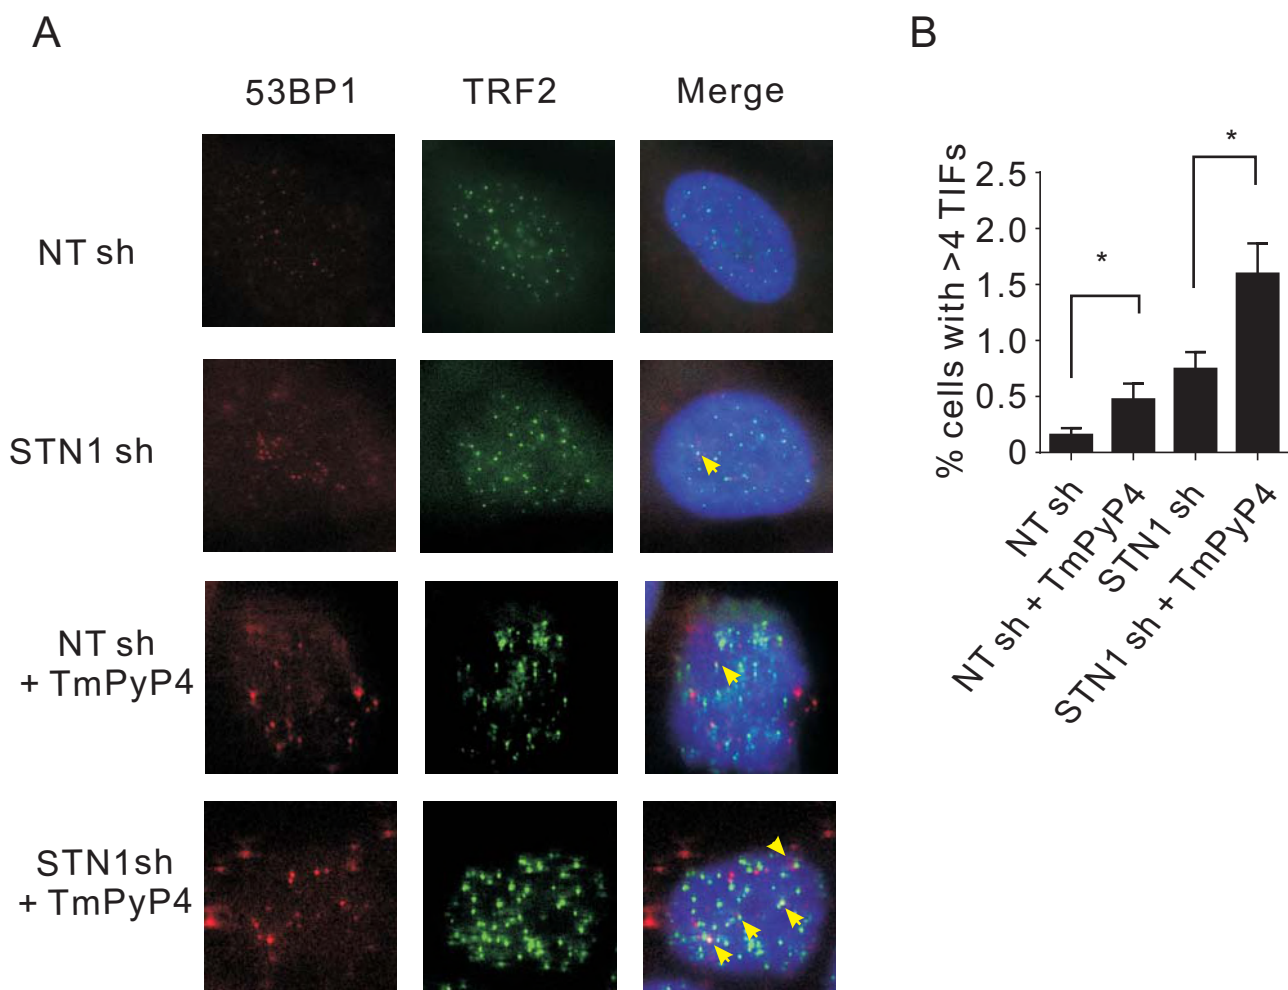 A
B
53BP1
TRF2
Merge
NT sh
STN1 sh
NT sh
+ TmPyP4
STN1sh
+ TmPyP4
% cells with >4 TIFs
2.5
2.0
1.5
1.0
0.5
0
*
*
NT sh
NT sh + TmPyP4
STN1 sh
STN1 sh + TmPyP4